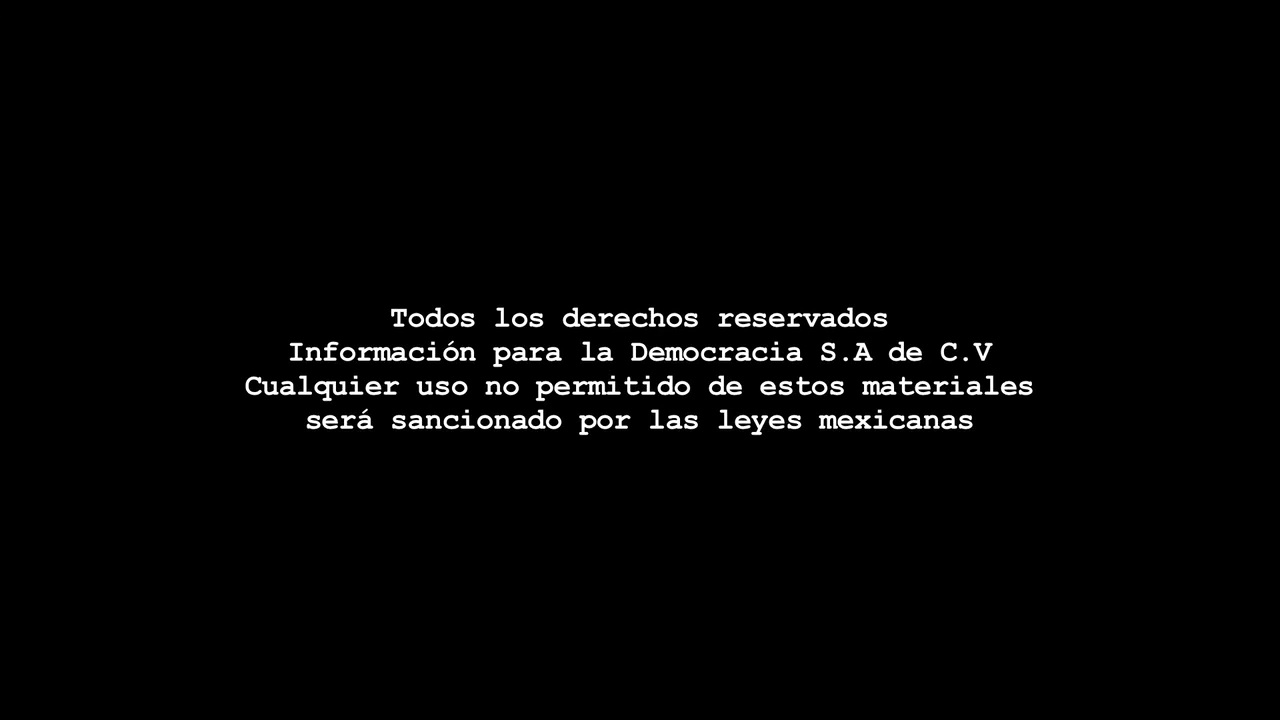 Todos los derechos reservados
Información para la Democracia S.A de C.V
Cualquier uso no permitido de estos materiales
será sancionado por las leyes mexicanas